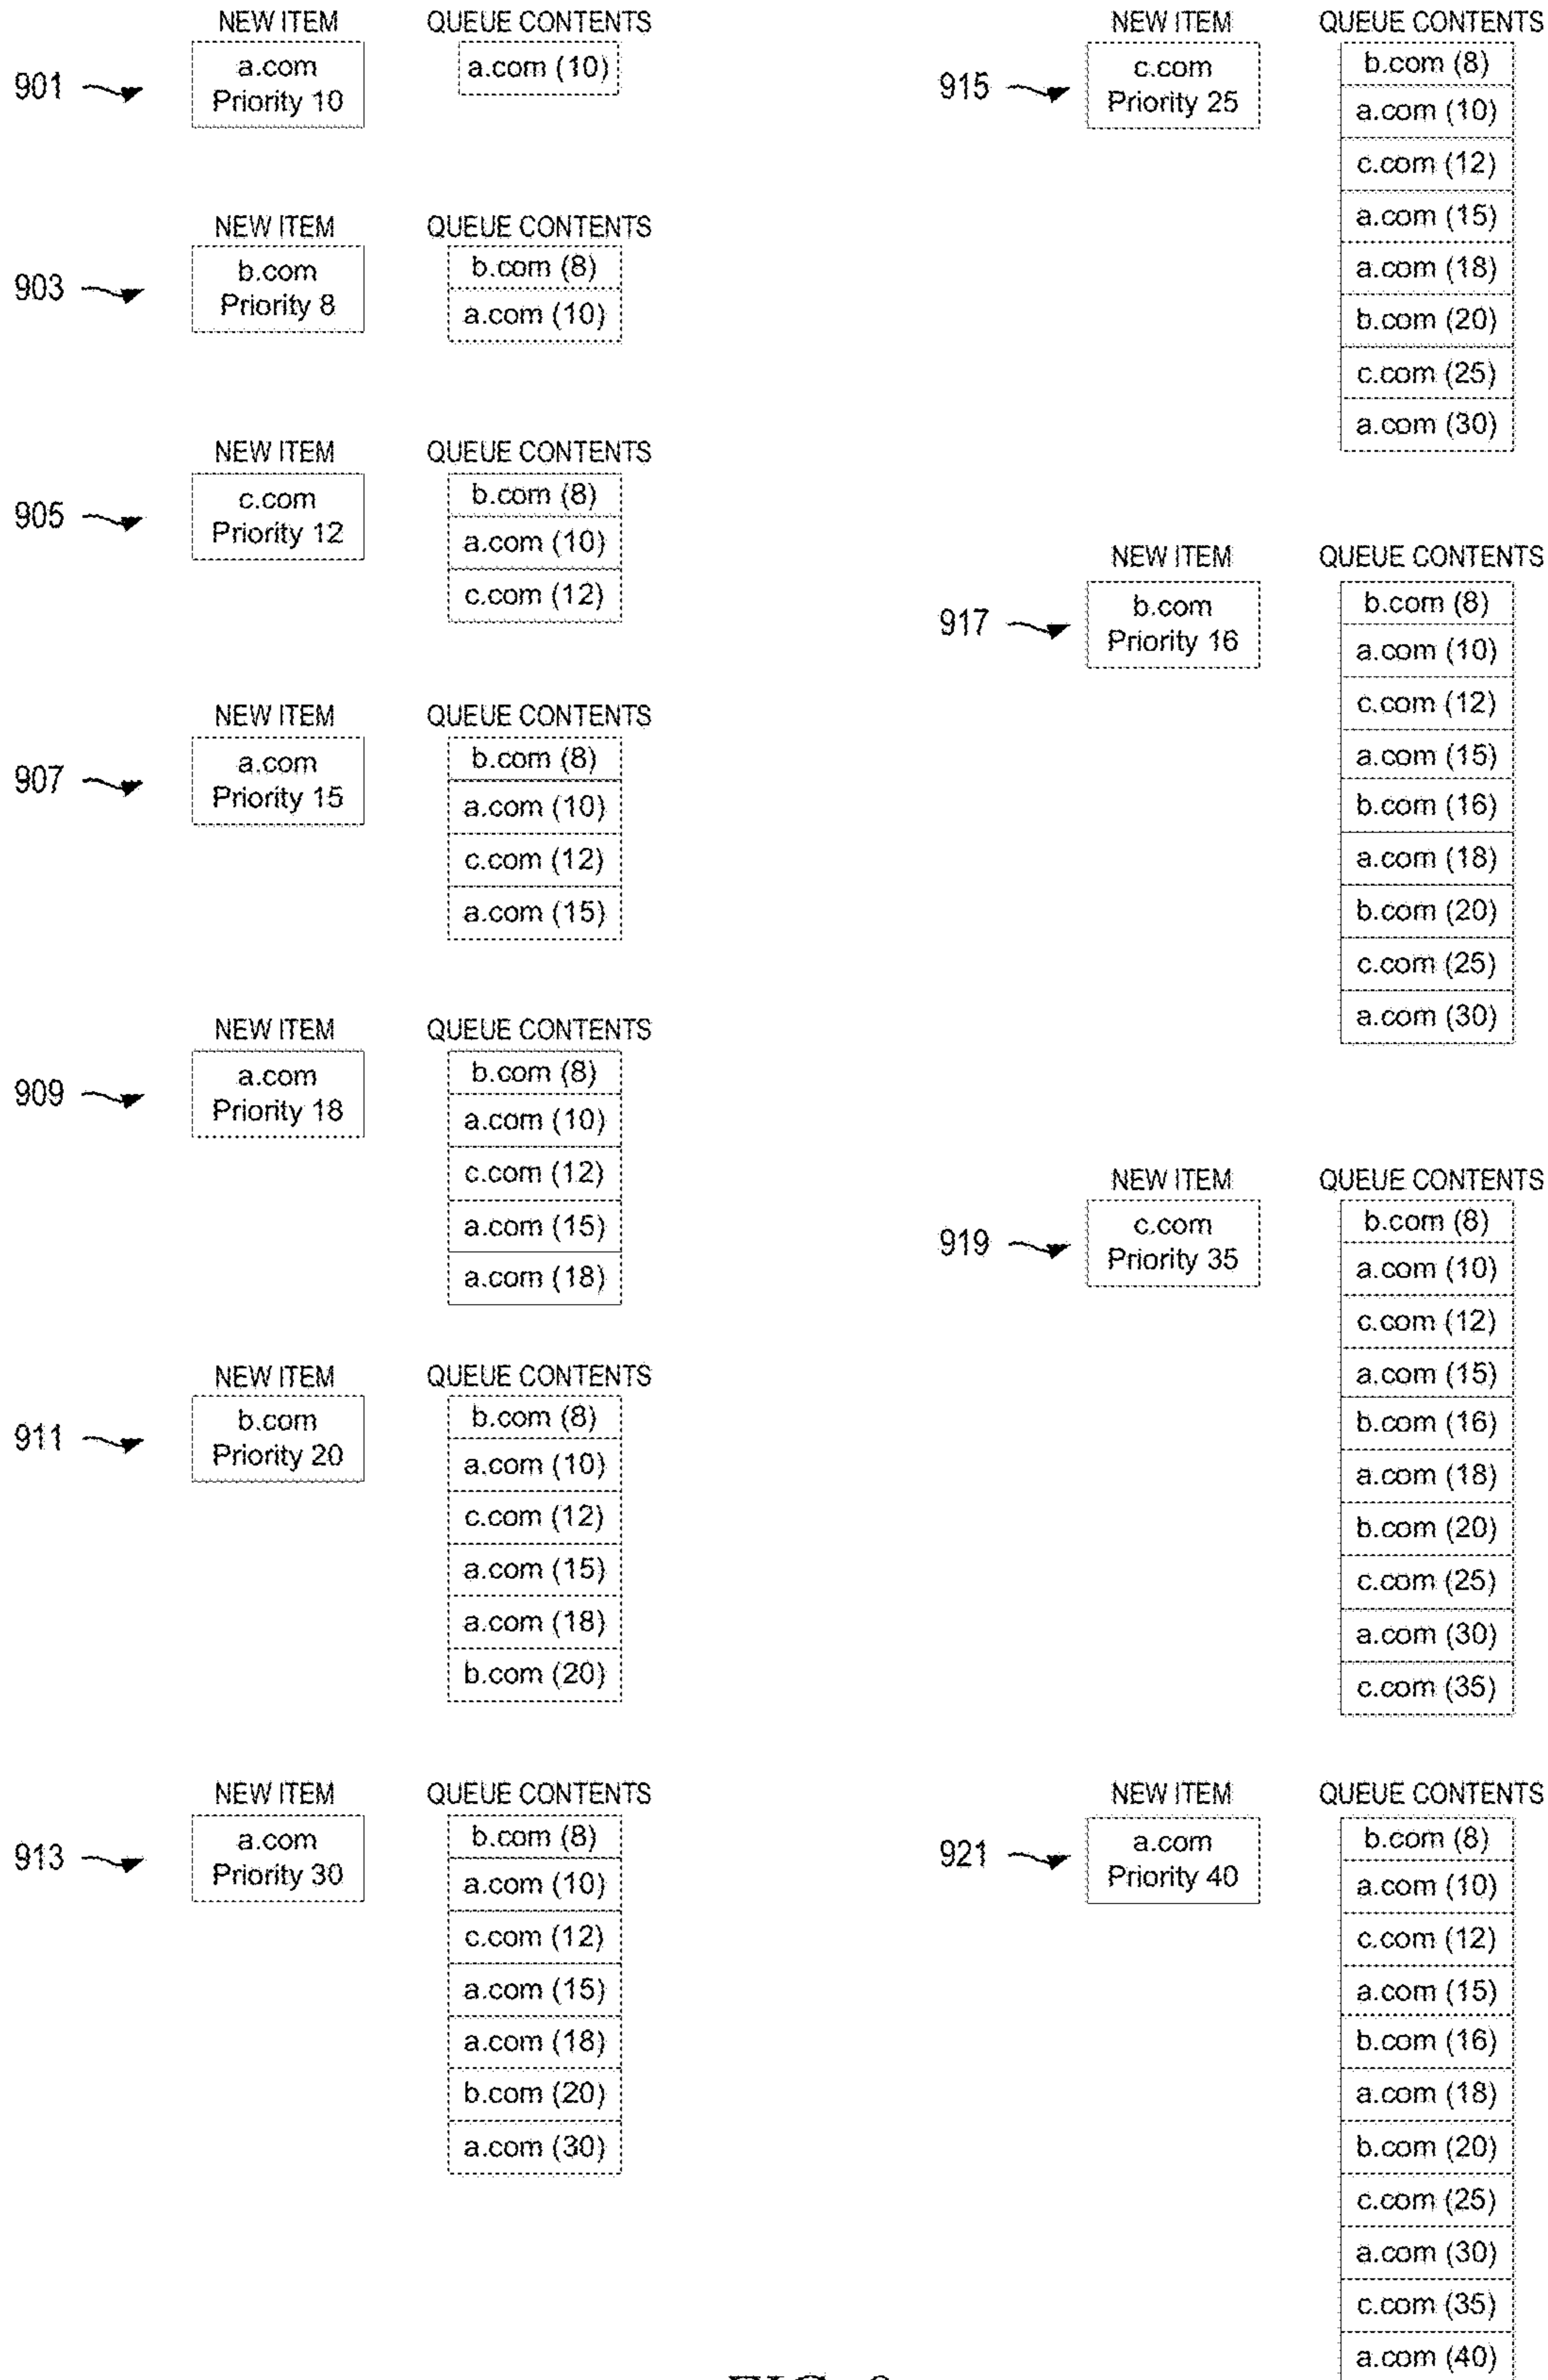 NEW ITEM QUEUE CONTENTS
901 a.com a.com (10)
Priority 10
NEW ITEM QUEUE CONTENTS
903 b.com b.com (8)
Priority 8 a.com (10)
NEW ITEM QUEUE CONTENTS
905 c.com b.com (8)
Priority 12 a.com (10)
c.com (12)
NEW ITEM QUEUE CONTENTS
907 a.com b.com (8)
Priority 15 a.com (10)
c.com (12)
a.com (15)
NEW ITEM QUEUE CONTENTS
909 a.com b.com (8)
Priority 18 a.com (10)
c.com (12)
a.com (15)
a.com (18)
NEW ITEM QUEUE CONTENTS
911 b.com b.com (8)
Priority 20 a.com (10)
c.com (12)
a.com (15)
a.com (18)
b.com (20)
NEW ITEM QUEUE CONTENTS
913 a.com b.com (8)
Priority 30 a.com (10)
c.com (12)
a.com (15)
a.com (18)
b.com (20)
a.com (30)
NEW ITEM QUEUE CONTENTS
915 c.com b.com (8)
Priority 25 a.com (10)
c.com (12)
a.com (15)
a.com (18)
b.com (20)
c.com (25)
a.com (30)
NEW ITEM QUEUE CONTENTS
917 b.com b.com (8)
Priority 16 a.com (10)
c.com (12)
a.com (15)
b.com (16)
a.com (18)
b.com (20)
c.com (25)
a.com (30)
NEW ITEM QUEUE CONTENTS
919 c.com b.com (8)
Priority 35 a.com (10)
c.com (12)
a.com (15)
b.com (16)
a.com (18)
b.com (20)
c.com (25)
a.com (30)
c.com (35)
NEW ITEM QUEUE CONTENTS
921 a.com b.com (8)
Priority 40 a.com (10)
c.com (12)
a.com (15)
b.com (16)
a.com (18)
b.com (20)
c.com (25)
a.com (30)
c.com (35)
a.com (40)